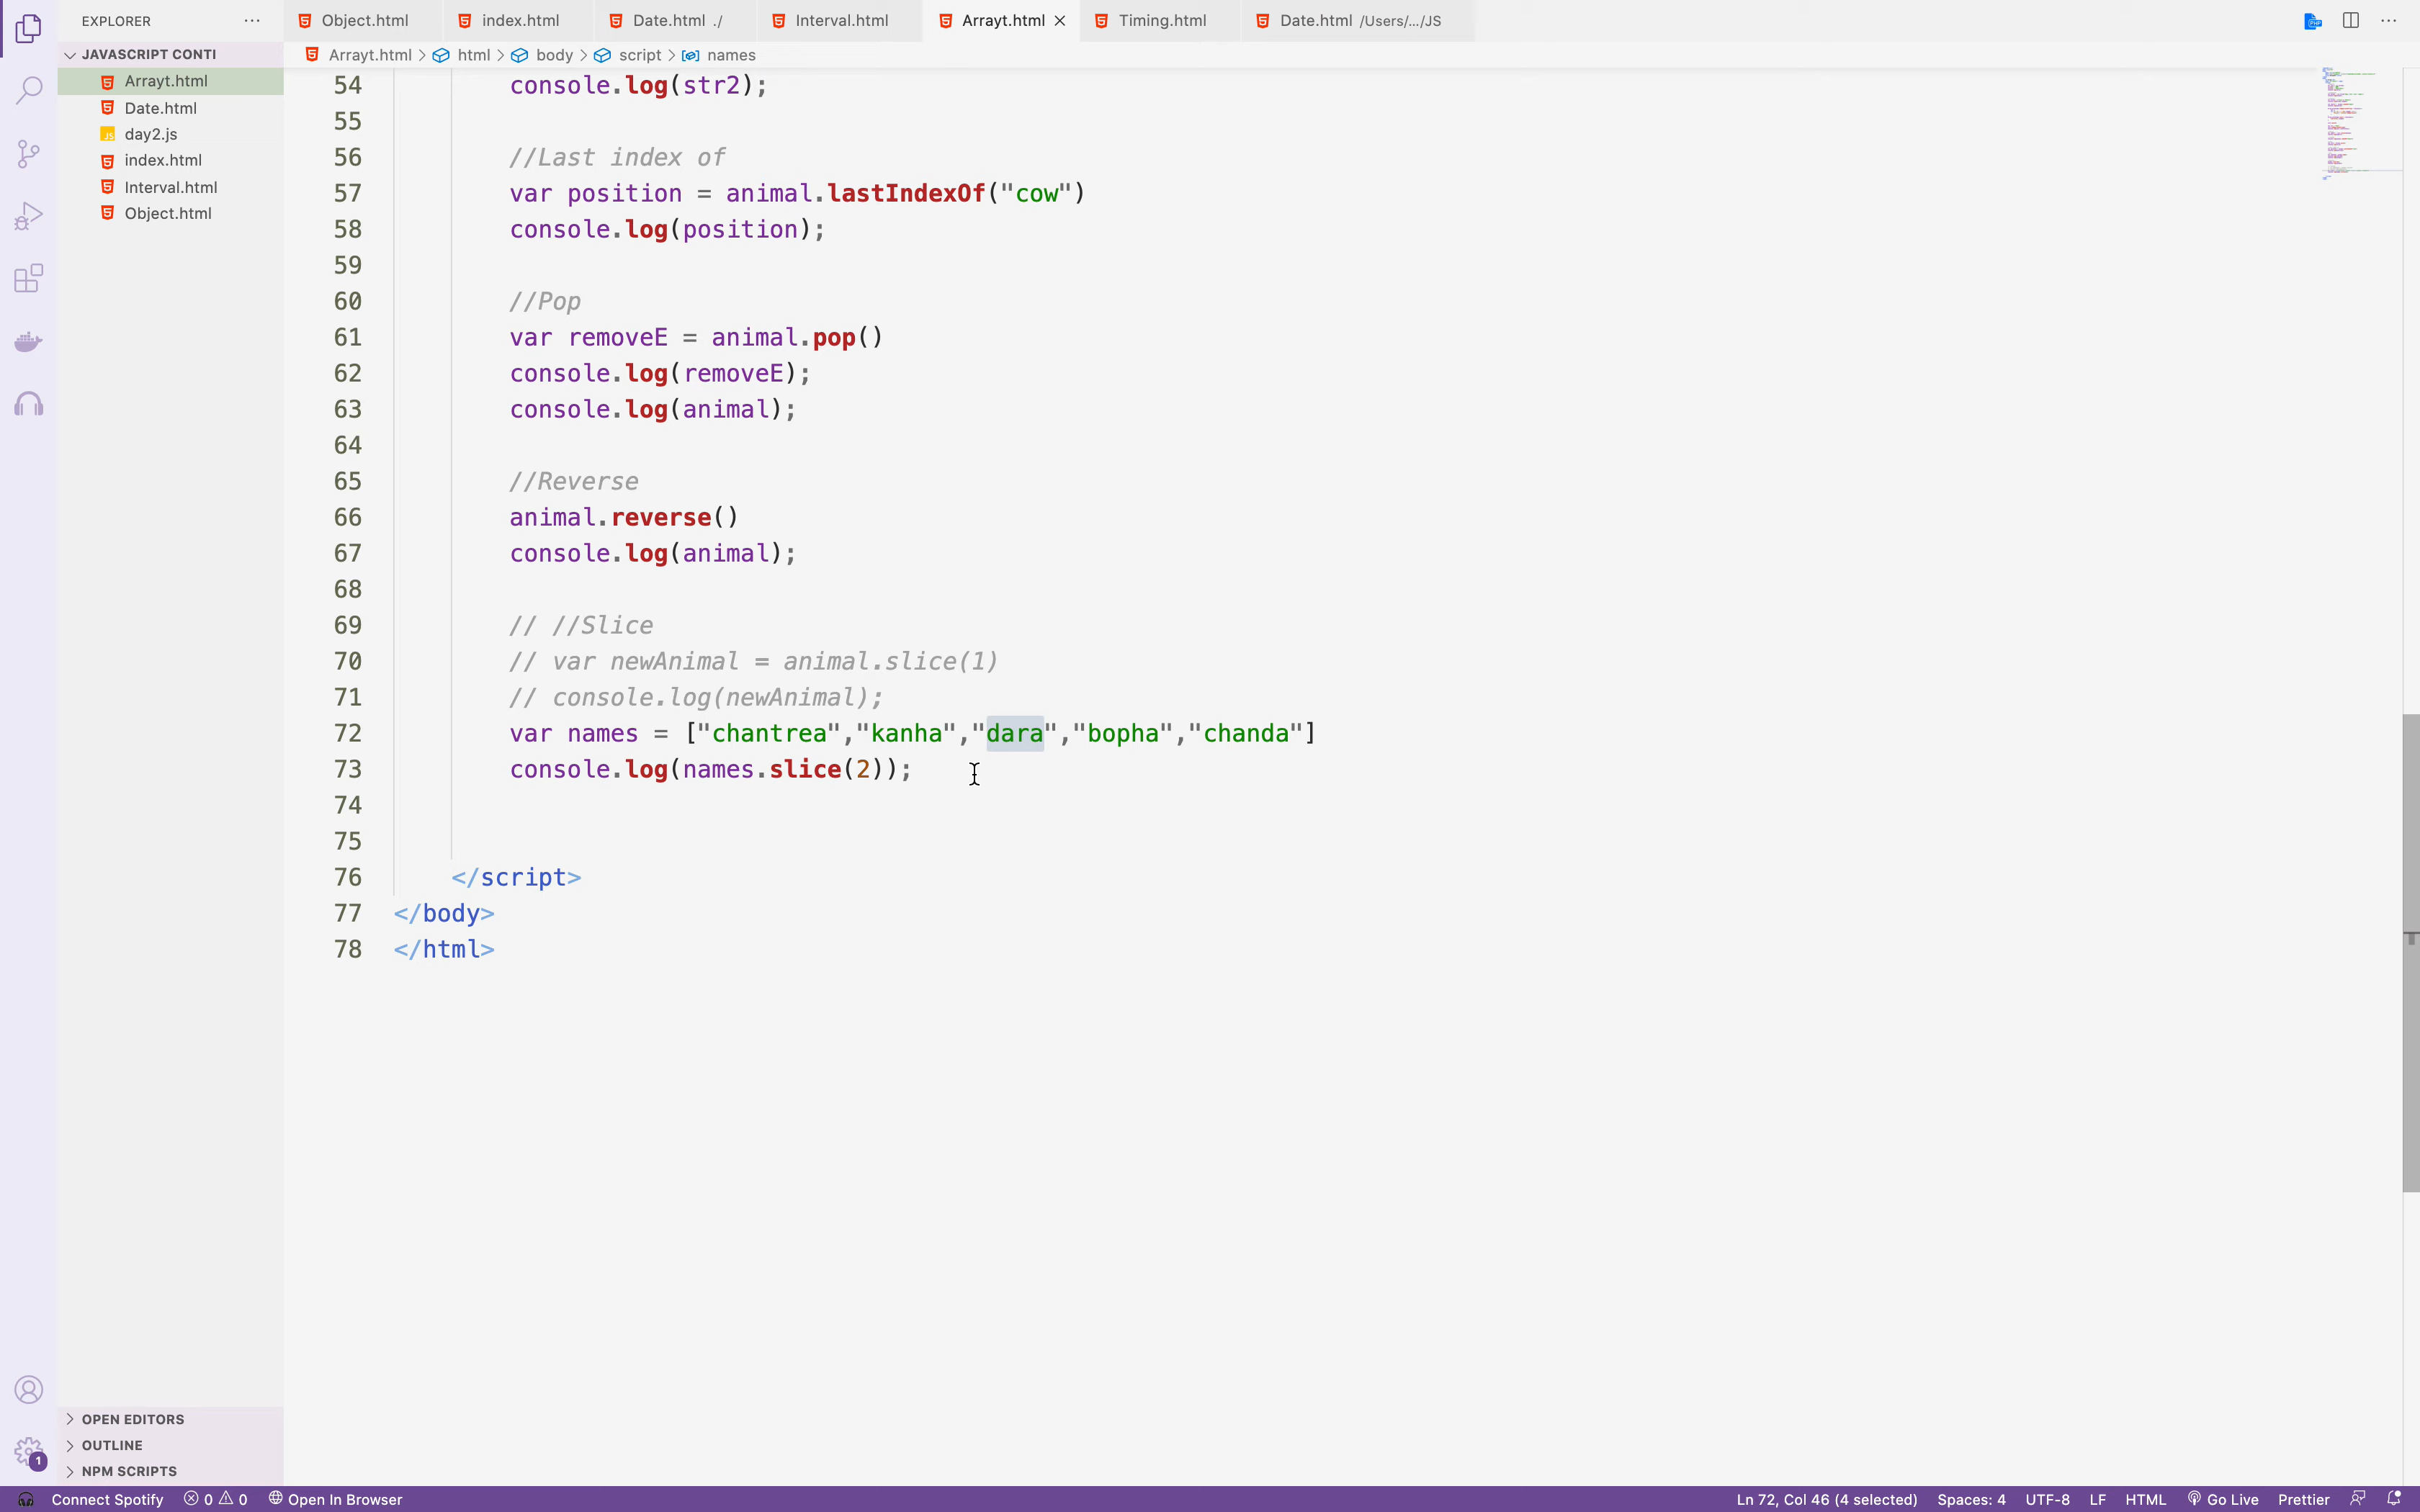 EXPLORER
JAVASCRIPT CONTI
Arrayt.html
Date.html
day2.js
index.html
Interval.html
Object.html
OPEN EDITORS
OUTLINE
NPM SCRIPTS
Object.html index.html Date.html ./ Interval.html Arrayt.html Timing.html Date.html /Users/.../JS
Arrayt.html > html > body > script > names
54 console.log(str2);
55
56 //Last index of
57 var position = animal.lastIndexOf("cow")
58 console.log(position);
59
60 //Pop
61 var removeE = animal.pop()
62 console.log(removeE);
63 console.log(animal);
64
65 //Reverse
66 animal.reverse()
67 console.log(animal);
68
69 // //Slice
70 // var newAnimal = animal.slice(1)
71 // console.log(newAnimal);
72 var names = ["chantrea","kanha","dara","bopha","chanda"]
73 console.log(names.slice(2));
74
75
76 </script>
77 </body>
78 </html>
1
Connect Spotify 0 0 Open In Browser Ln 72, Col 46 (4 selected) Spaces: 4 UTF-8 LF HTML Go Live Prettier